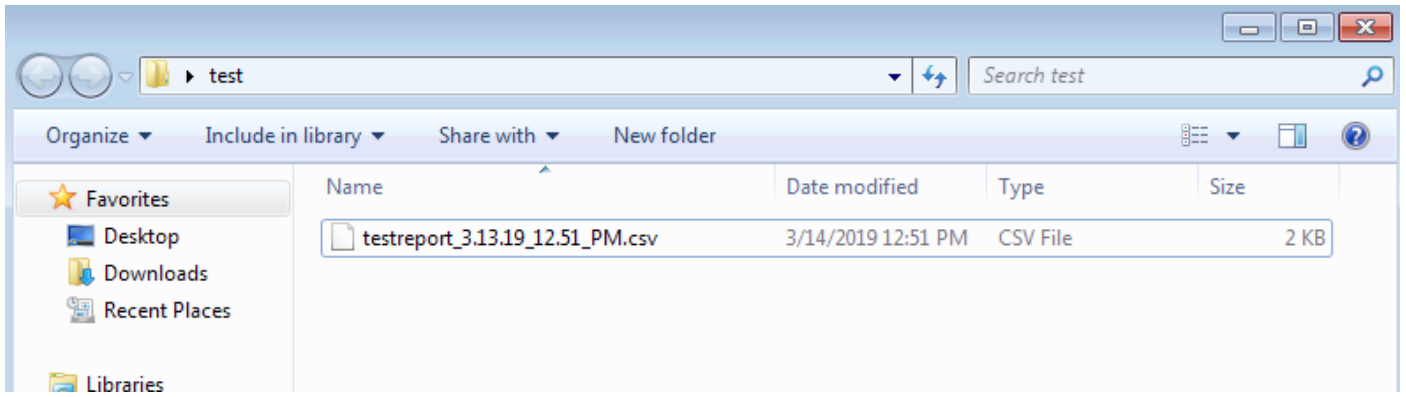 test
Search test
Organize Include in library Share with New folder
Name Date modified Type Size
Favorites
testreport_3.13.19_12.51_PM.csv 3/14/2019 12:51 PM CSV File 2 KB
Desktop
Downloads
Recent Places
Libraries